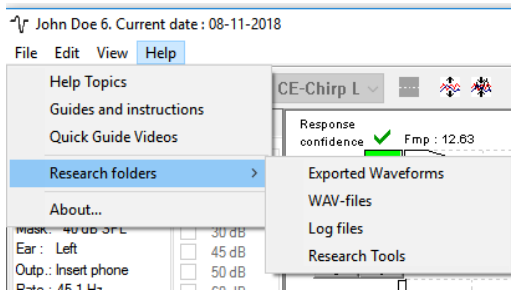 John Doe 6. Current date : 08-11-2018
File Edit View Help
Help Topics
Guides and instructions
Quick Guide Videos
Research folders
About...
Exported Waveforms
WAV-files
Log files
Research Tools
CE-Chirp L
Response
confidence Fmp : 12.63
Mask: 40 dB SPL 30 dB
Ear : Left 45 dB
Outp.: Insert phone 50 dB
Rate : 45.1 Hz 60 dB